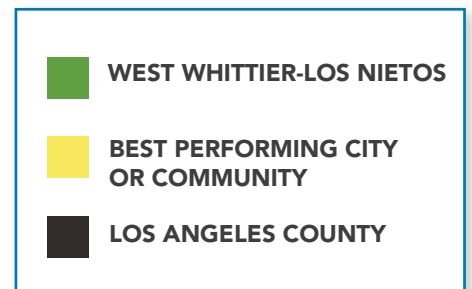 WEST WHITTIER-LOS NIETOS
BEST PERFORMING CITY
OR COMMUNITY
LOS ANGELES COUNTY